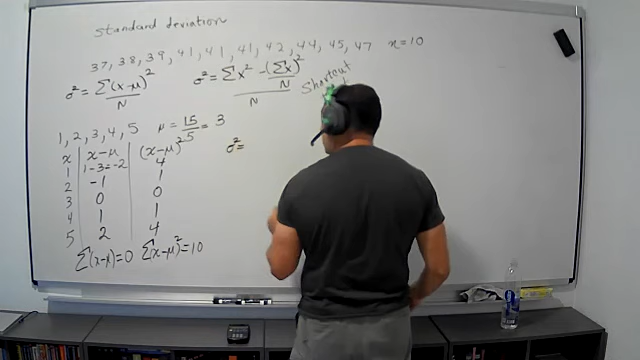 standard deviation
37, 38, 39, 41, 41, 41, 42, 44, 45, 47 n = 10
σ² = Σ(x-μ)² / N
σ² = Σx² - (Σx)² / N / N
Shortcut
1, 2, 3, 4, 5 μ = 15/5 = 3
x x-μ (x-μ)²
1 1-3=-2 4
2 -1 1
3 0 0
4 1 1
5 2 4
Σ(x-μ)=0 Σ(x-μ)²=10
σ²=